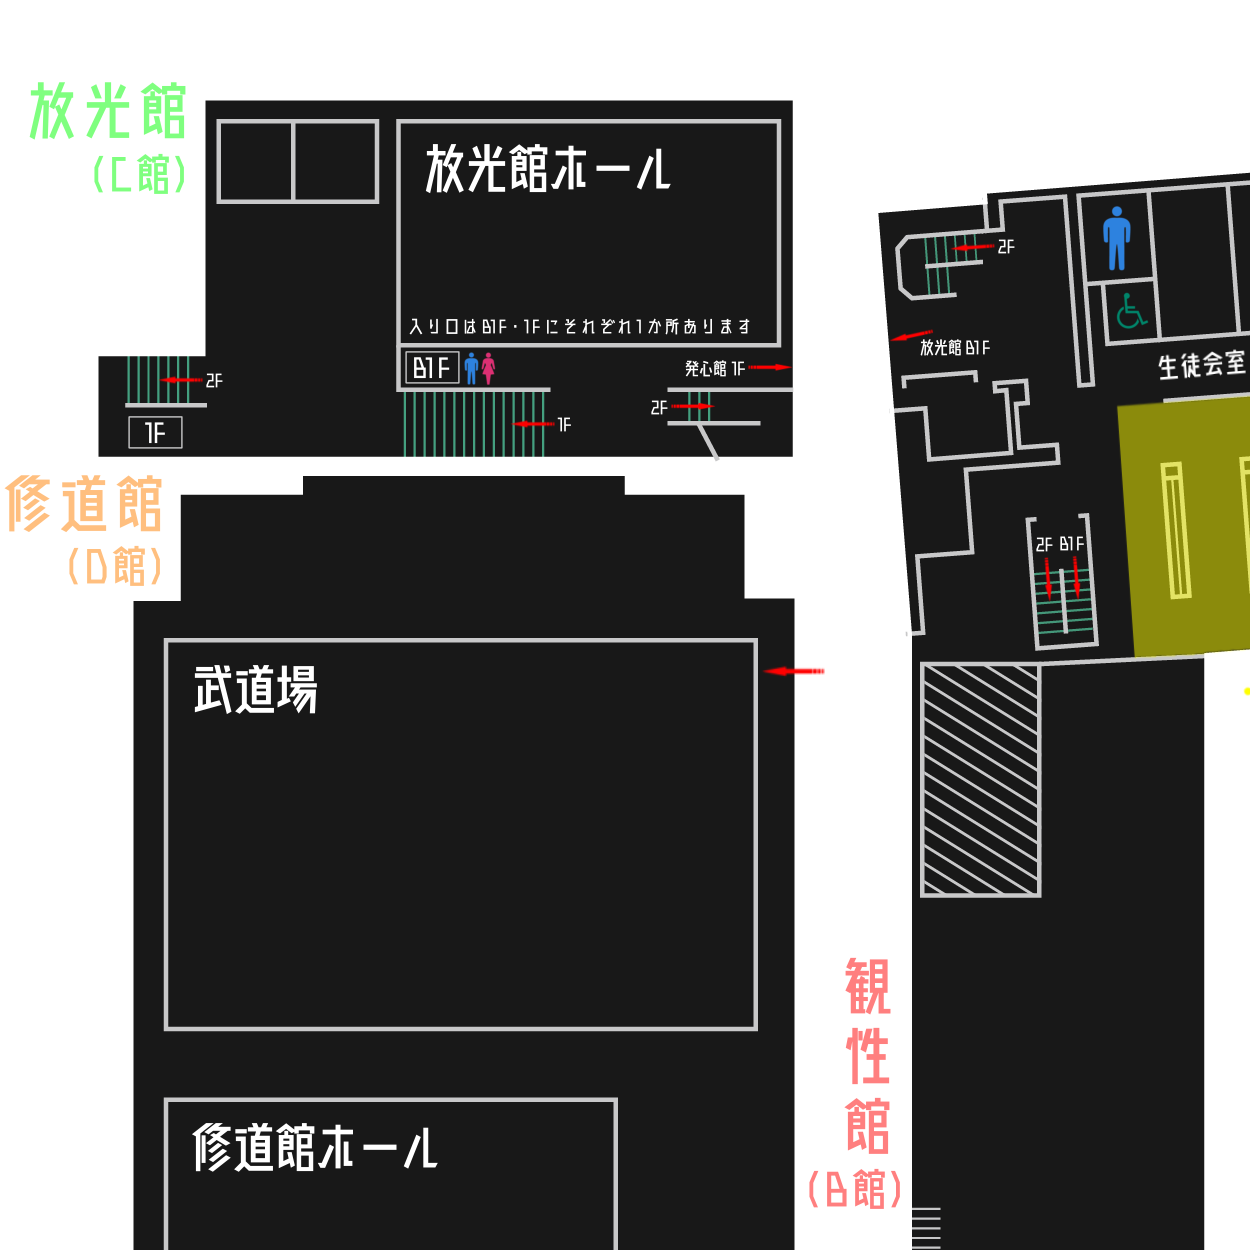 放光館
(C館)
放光館ホール
入り口はB1F・1Fにそれぞれ1か所あります
B1F
発心館 1F
2F
1F
2F
1F
2F
放光館 B1F
生徒会室
2F B1F
修道館
(D館)
武道場
修道館ホール
観性館
(B館)